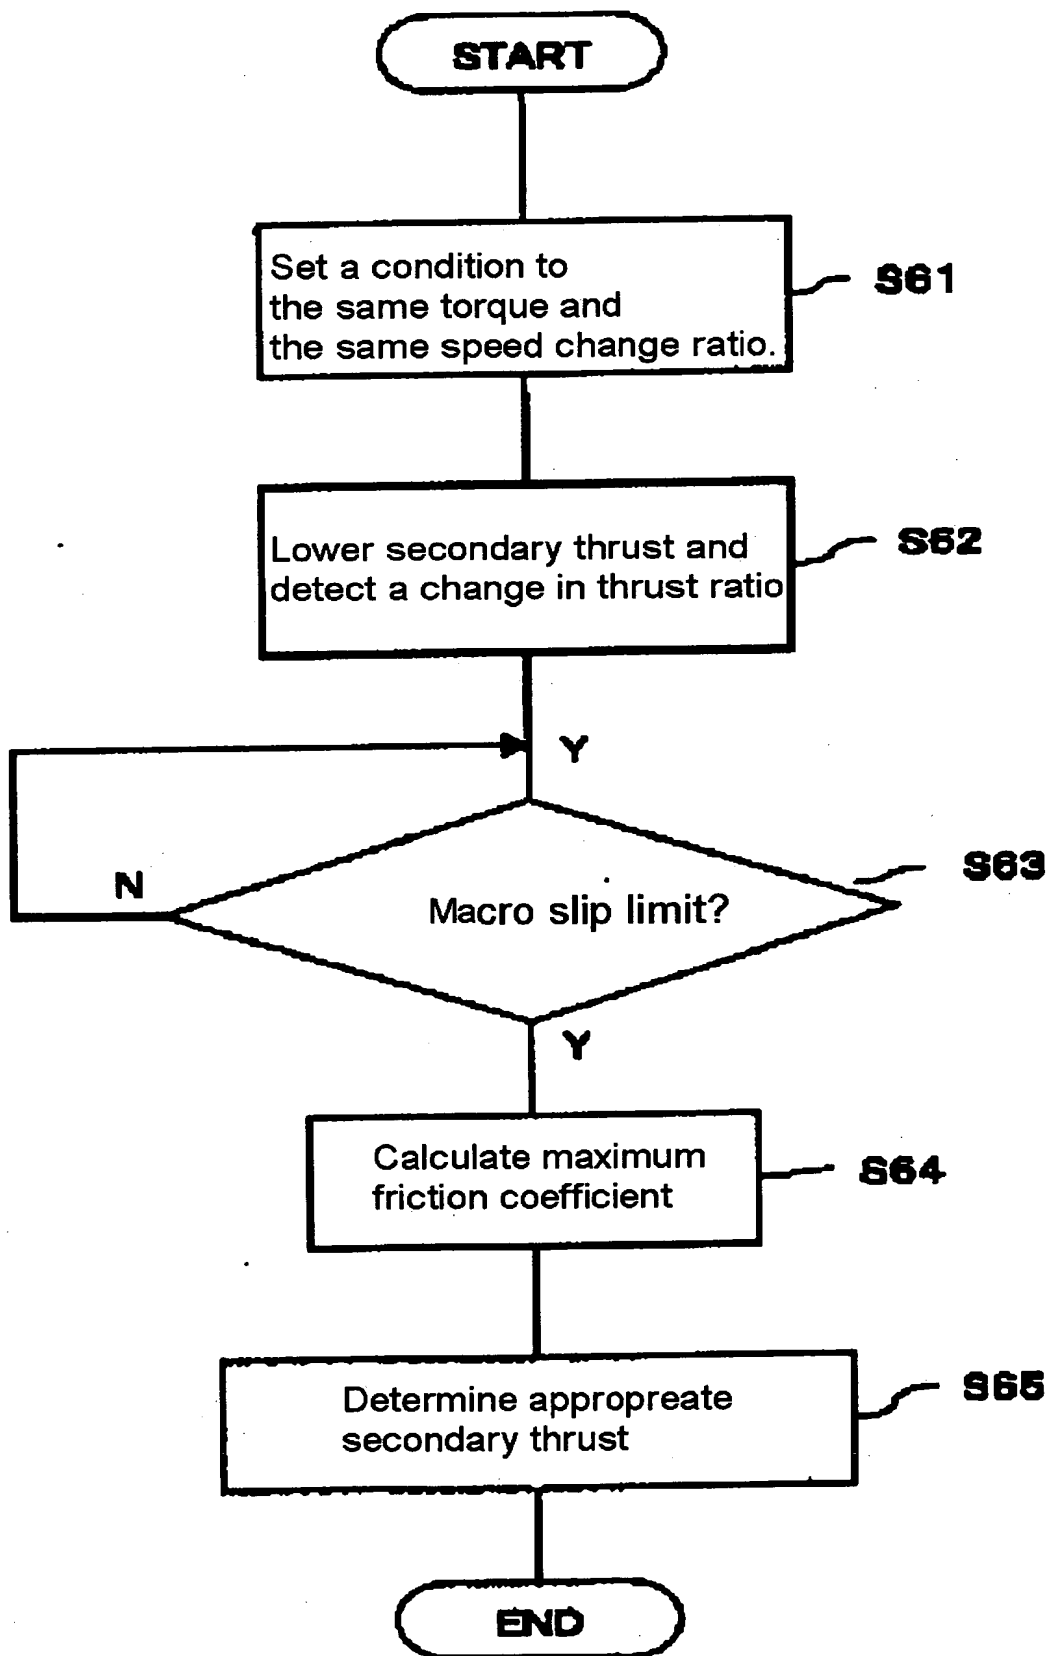 START
Set a condition to
the same torque and
the same speed change ratio.
S61
Lower secondary thrust and
detect a change in thrust ratio
S62
Y
N
Macro slip limit?
S63
Y
Calculate maximum
friction coefficient
S64
Determine appropreate
secondary thrust
S65
END